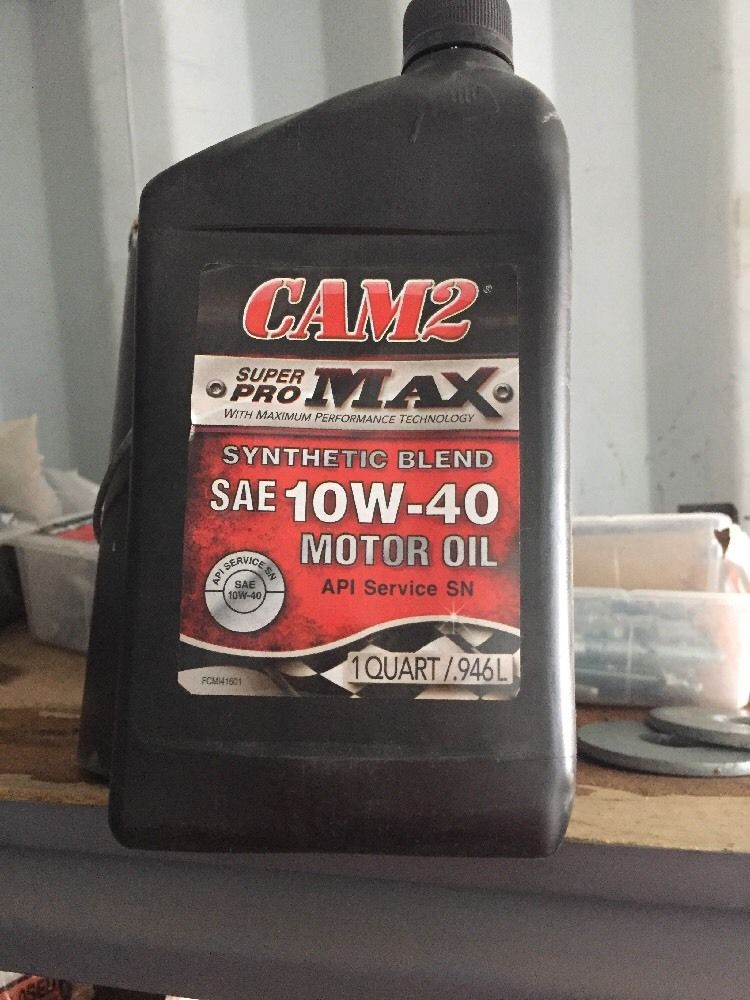 CAM2
SUPER PRO MAX
WITH MAXIMUM PERFORMANCE TECHNOLOGY
SYNTHETIC BLEND
SAE 10W-40
MOTOR OIL
API Service SN
API SERVICE SN
SAE
10W-40
1 QUART /.946L
FCMI41601